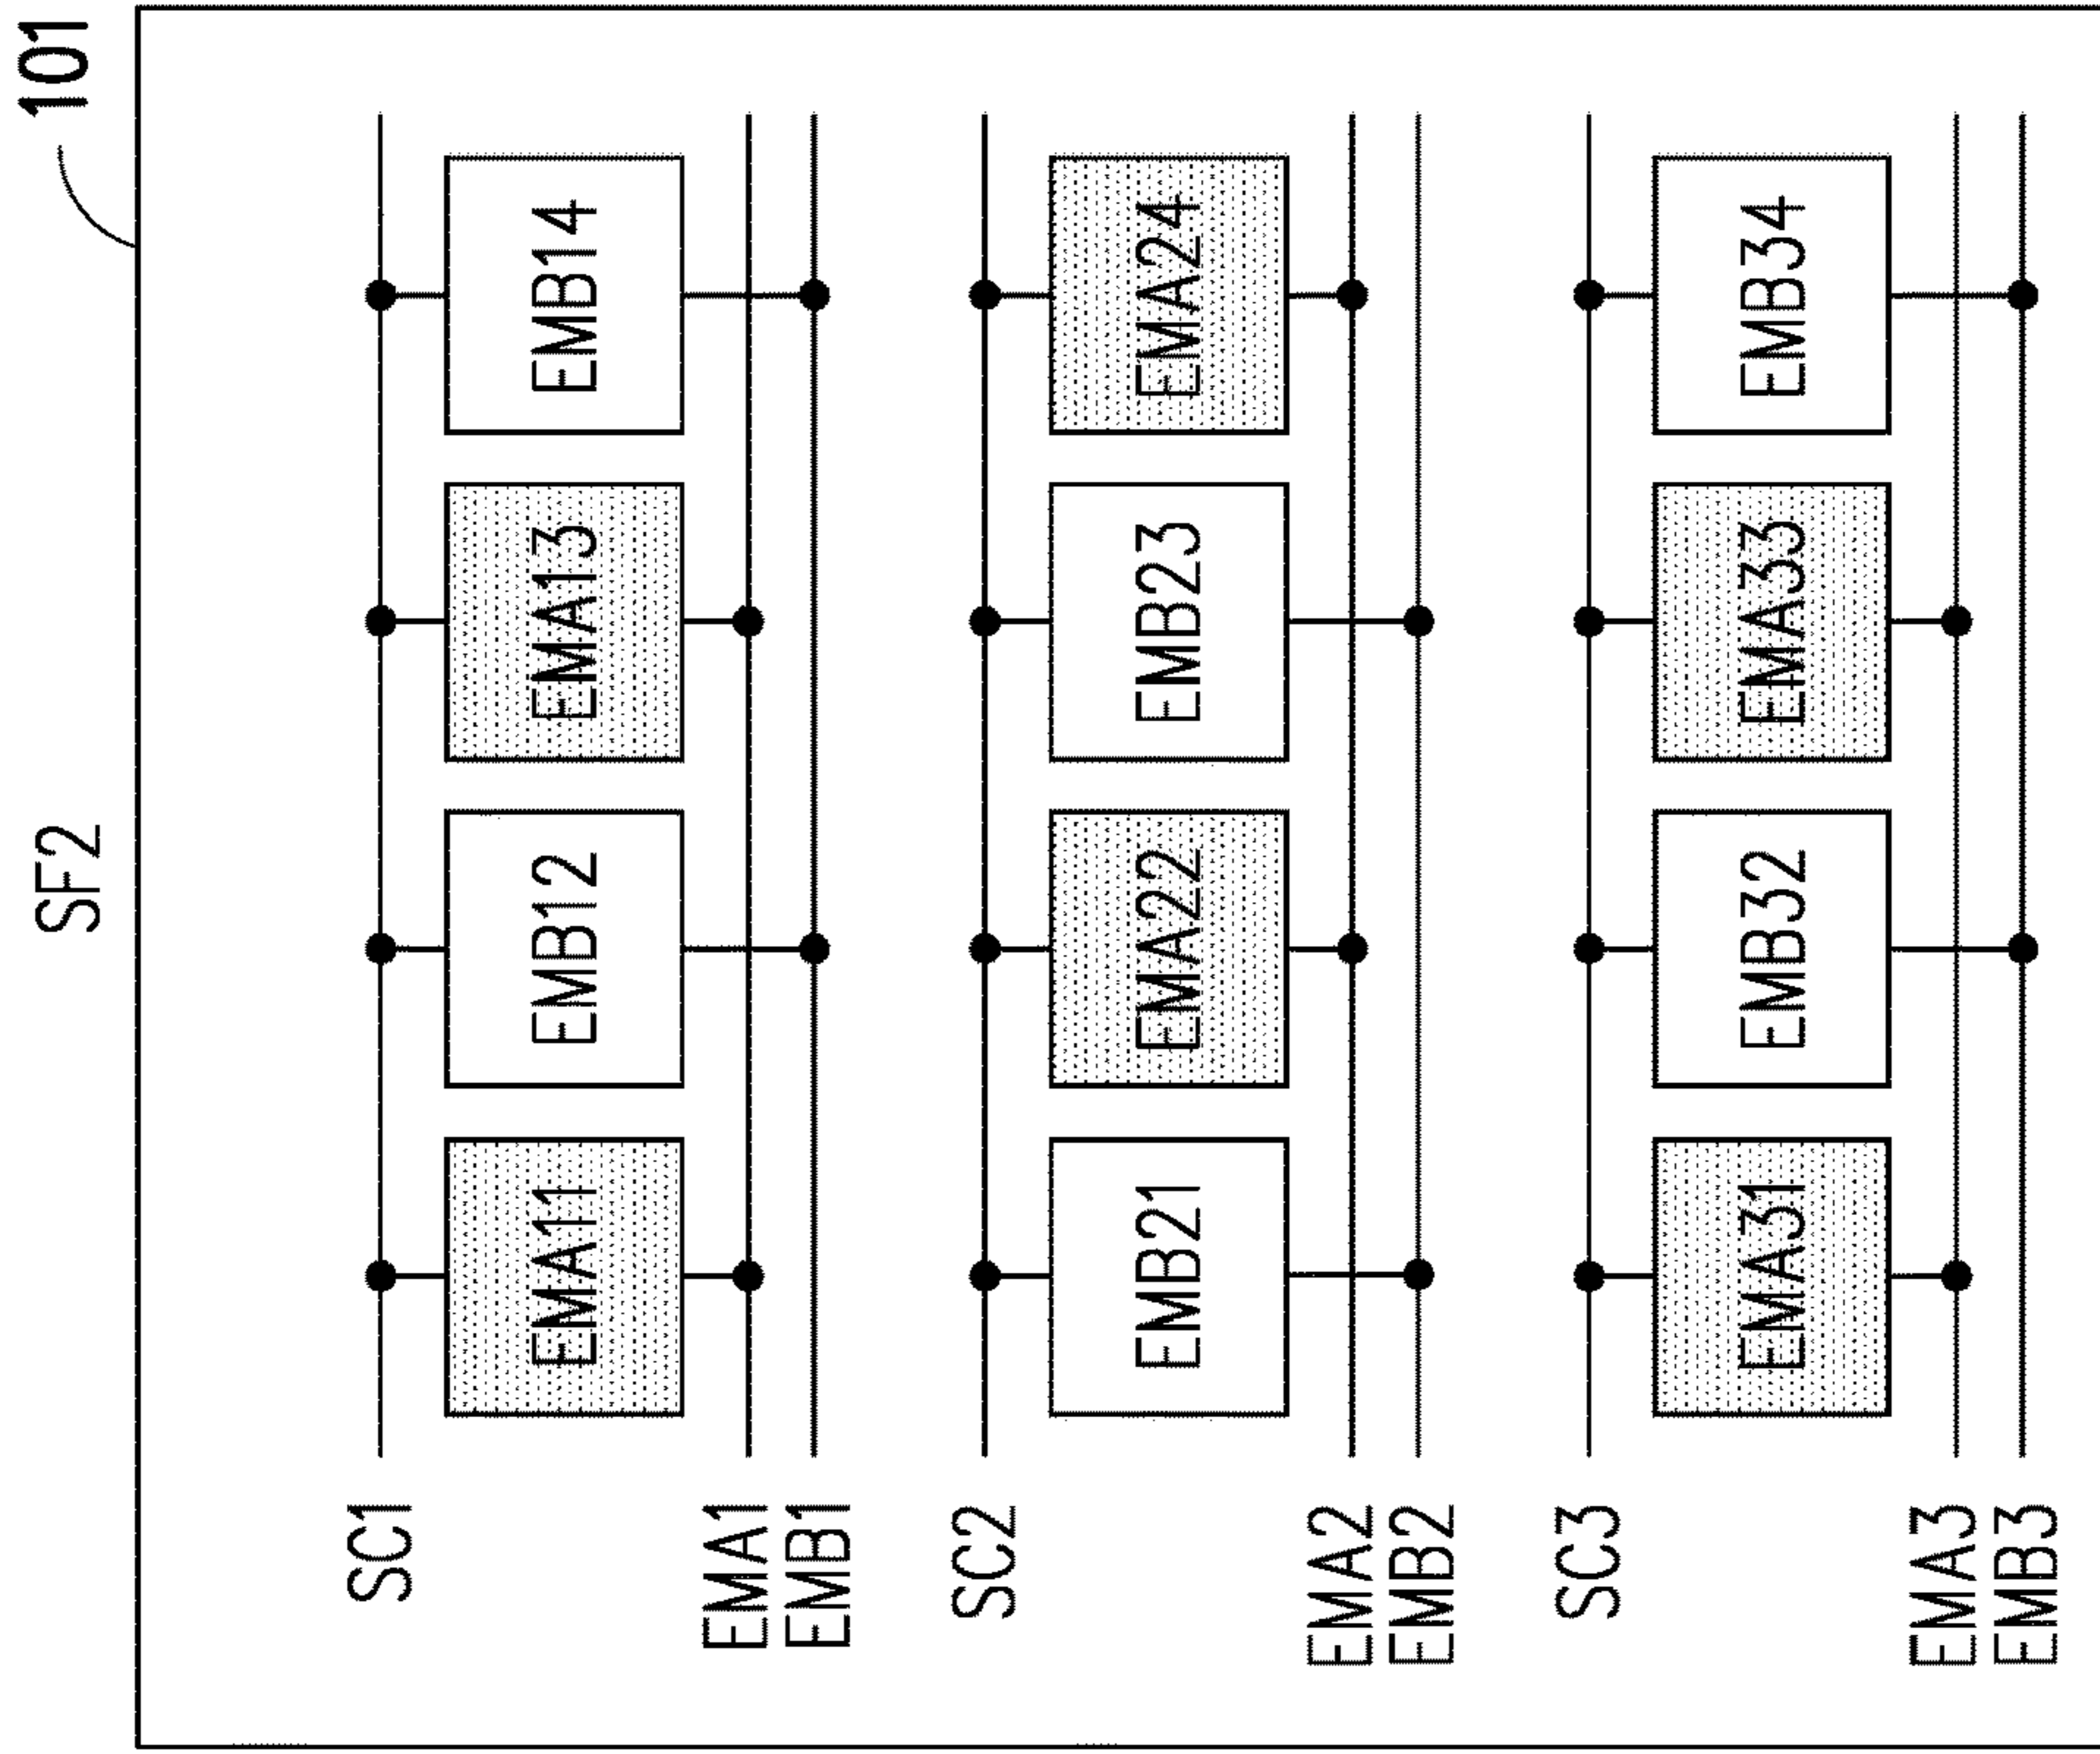 SF2
101
SC1
EMA11 EMB12 EMA13 EMB14
EMA1
EMB1
SC2
EMB21 EMA22 EMB23 EMA24
EMA2
EMB2
SC3
EMA31 EMB32 EMA33 EMB34
EMA3
EMB3